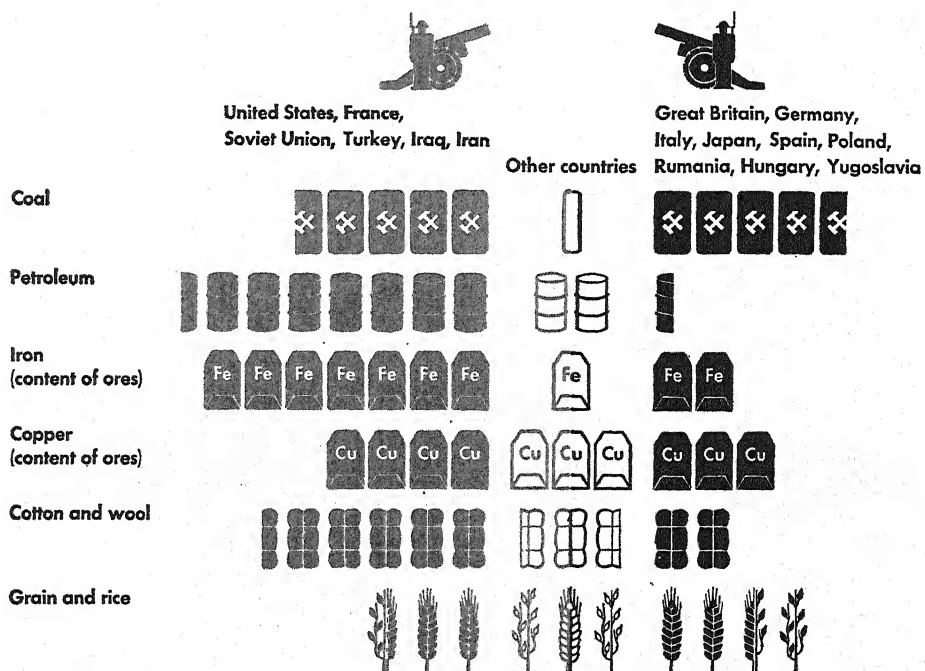 United States, France,
Soviet Union, Turkey, Iraq, Iran
Other countries
Great Britain, Germany,
Italy, Japan, Spain, Poland,
Rumania, Hungary, Yugoslavia
Coal
Petroleum
Iron
(content of ores)
Fe Fe Fe Fe Fe Fe Fe Fe Fe Fe
Copper
(content of ores)
Cu Cu Cu Cu Cu Cu Cu Cu Cu Cu
Cotton and wool
Grain and rice